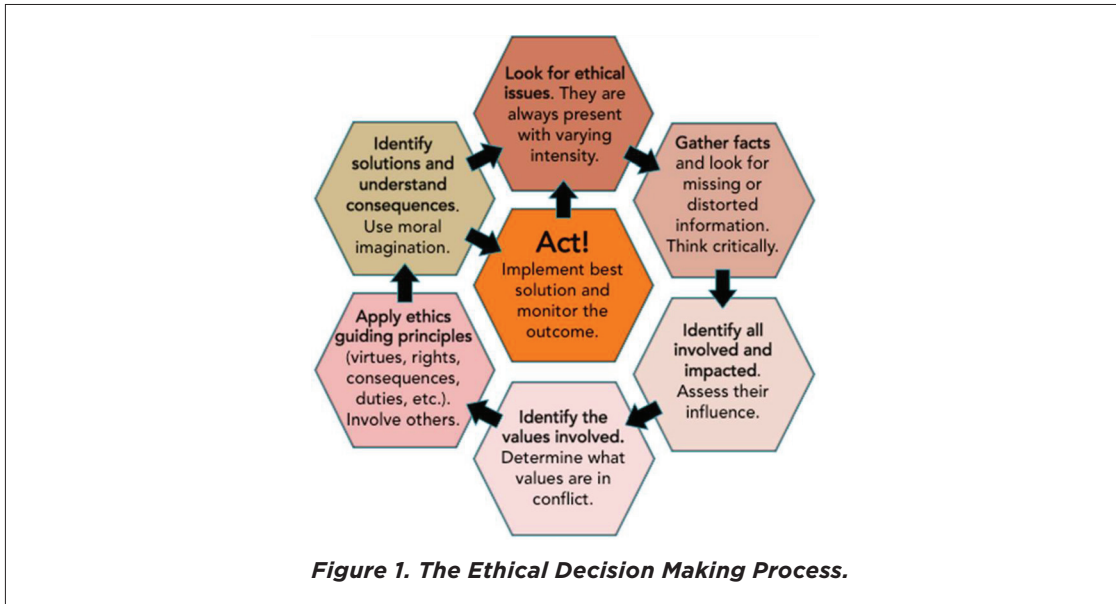 Look for ethical
issues. They are
always present
with varying
intensity.
Gather facts
and look for
missing or
distorted
information.
Think critically.
Identify all
involved and
impacted.
Assess their
influence.
Identify the
values involved.
Determine what
values are in
conflict.
Apply ethics
guiding principles
(virtues, rights,
consequences,
duties, etc.).
Involve others.
Identify
solutions and
understand
consequences.
Use moral
imagination.
Act!
Implement best
solution and
monitor the
outcome.
Figure 1. The Ethical Decision Making Process.